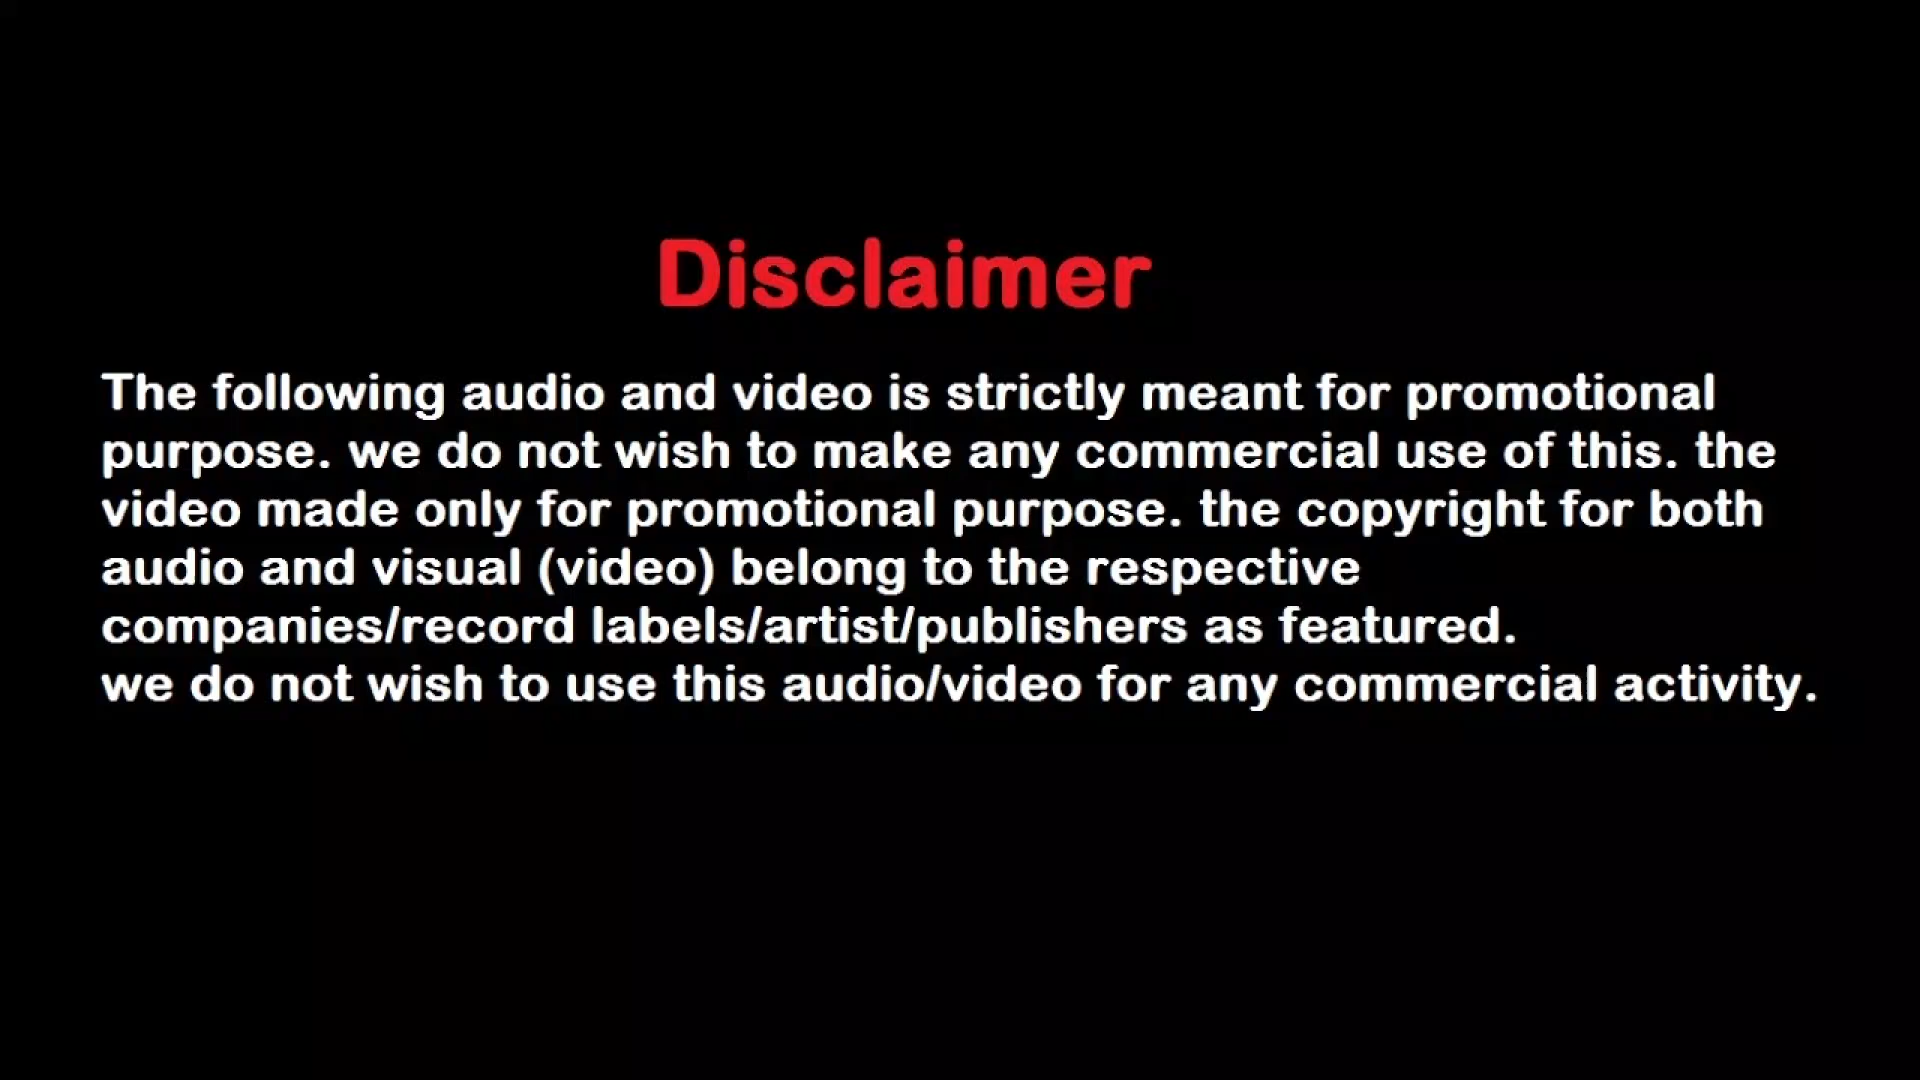 Disclaimer
The following audio and video is strictly meant for promotional
purpose. we do not wish to make any commercial use of this. the
video made only for promotional purpose. the copyright for both
audio and visual (video) belong to the respective
companies/record labels/artist/publishers as featured.
we do not wish to use this audio/video for any commercial activity.